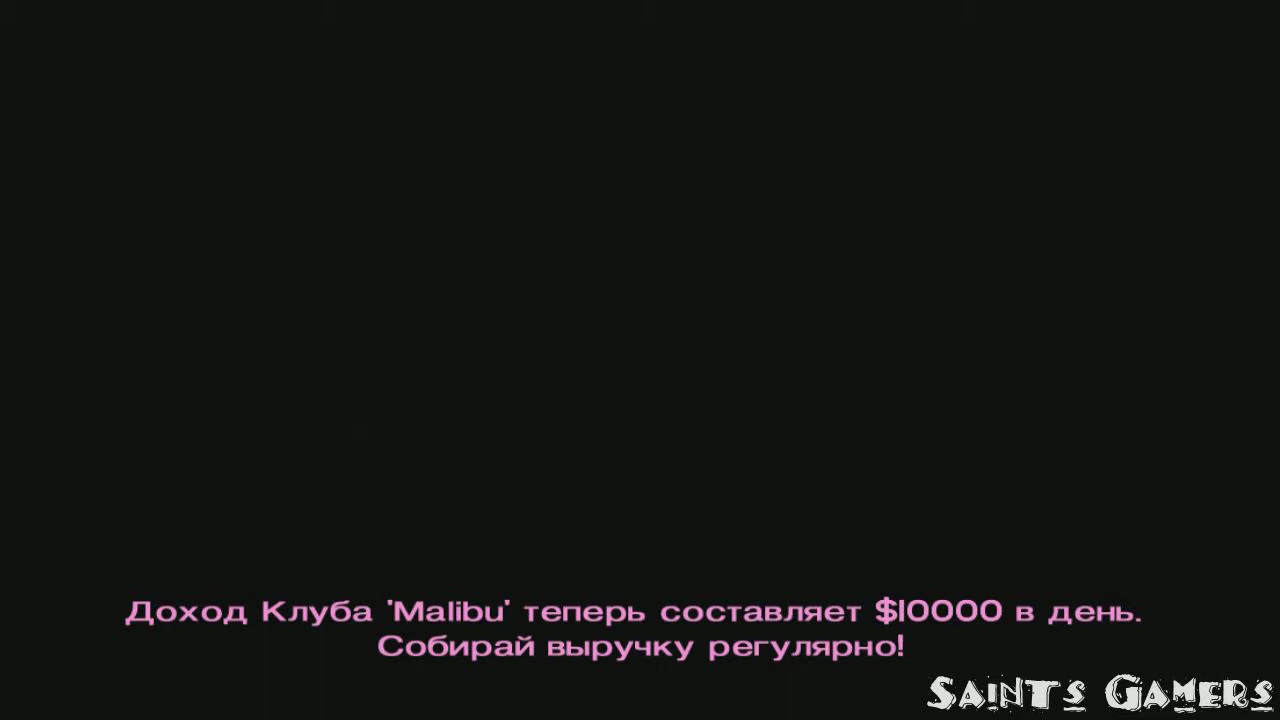 Доход Клуба 'Malibu' теперь составляет $10000 в день.
Собирай выручку регулярно!
SAINTS GAMERS